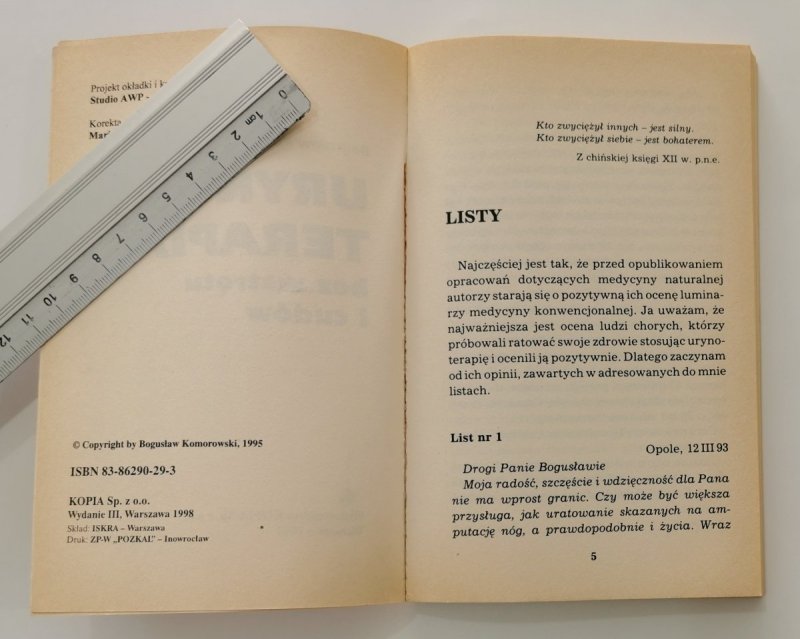 Projekt okładki i
Studio AWP -
Korekta
© Copyright by Bogusław Komorowski, 1995
ISBN 83-86290-29-3
KOPIA Sp. z o.o.
Wydanie III, Warszawa 1998
Skład: ISKRA – Warszawa
Druk: ZP-W „POZKAL” – Inowrocław
0
1cm
2
3
4
5
6
7
8
9
10
11
12
Kto zwyciężył innych – jest silny.
Kto zwyciężył siebie – jest bohaterem.
Z chińskiej księgi XII w. p.n.e.
LISTY
Najczęściej jest tak, że przed opublikowaniem
opracowań dotyczących medycyny naturalnej
autorzy starają się o pozytywną ich ocenę lumina-
rzy medycyny konwencjonalnej. Ja uważam, że
najważniejsza jest ocena ludzi chorych, którzy
próbowali ratować swoje zdrowie stosując uryno-
terapię i ocenili ją pozytywnie. Dlatego zaczynam
od ich opinii, zawartych w adresowanych do mnie
listach.
List nr 1
Opole, 12 III 93
Drogi Panie Bogusławie
Moja radość, szczęście i wdzięczność dla Pana
nie ma wprost granic. Czy może być większa
przysługa, jak uratowanie skazanych na am-
putację nóg, a prawdopodobnie i życia. Wraz
5